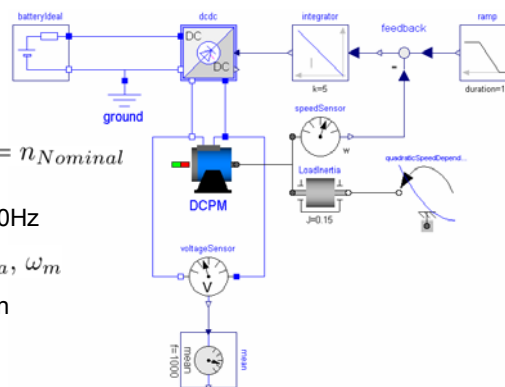 batteryIdeal
dcdc
integrator
ramp
feedback
DC
DC
k=5
duration=1
ground
speedSensor
w
= n_Nominal
quadraticSpeedDepend...
LoadInertia
DCPM
J=0.15
0Hz
voltageSensor
a, ω_m
V
n
mean
f=1000
mean